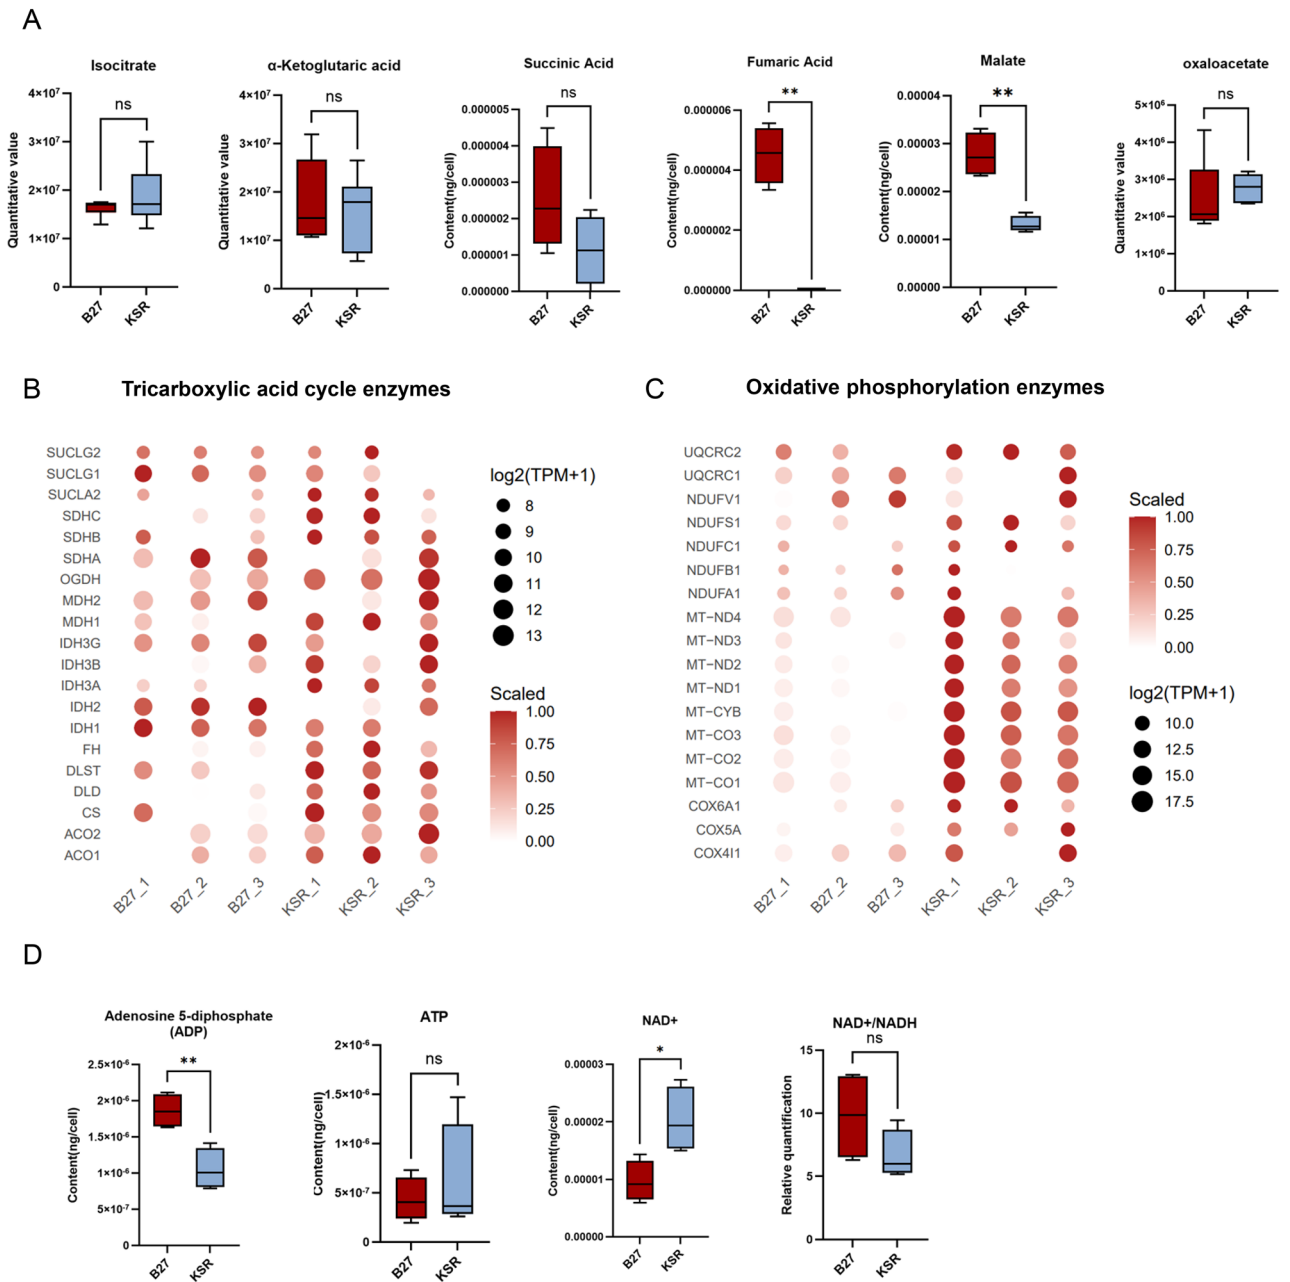 A
Isocitrate
ns
4×10⁷
3×10⁷
2×10⁷
1×10⁷
0
Quantitative value
B27
KSR
α-Ketoglutaric acid
ns
4×10⁷
3×10⁷
2×10⁷
1×10⁷
0
Quantitative value
B27
KSR
Succinic Acid
ns
0.000005
0.000004
0.000003
0.000002
0.000001
0.000000
Content(ng/cell)
B27
KSR
Fumaric Acid
**
0.000006
0.000004
0.000002
0.000000
Content(ng/cell)
B27
KSR
Malate
**
0.00004
0.00003
0.00002
0.00001
0.00000
Content(ng/cell)
B27
KSR
oxaloacetate
ns
5×10⁶
4×10⁶
3×10⁶
2×10⁶
1×10⁶
0
Quantitative value
B27
KSR
B
Tricarboxylic acid cycle enzymes
SUCLG2
SUCLG1
SUCLA2
SDHC
SDHB
SDHA
OGDH
MDH2
MDH1
IDH3G
IDH3B
IDH3A
IDH2
IDH1
FH
DLST
DLD
CS
ACO2
ACO1
B27_1
B27_2
B27_3
KSR_1
KSR_2
KSR_3
log2(TPM+1)
8
9
10
11
12
13
Scaled
1.00
0.75
0.50
0.25
0.00
C
Oxidative phosphorylation enzymes
UQCRC2
UQCRC1
NDUFV1
NDUFS1
NDUFC1
NDUFB1
NDUFA1
MT−ND4
MT−ND3
MT−ND2
MT−ND1
MT−CYB
MT−CO3
MT−CO2
MT−CO1
COX6A1
COX5A
COX4I1
B27_1
B27_2
B27_3
KSR_1
KSR_2
KSR_3
Scaled
1.00
0.75
0.50
0.25
0.00
log2(TPM+1)
10.0
12.5
15.0
17.5
D
Adenosine 5-diphosphate
(ADP)
**
2.5×10⁻⁶
2×10⁻⁶
1.5×10⁻⁶
1×10⁻⁶
5×10⁻⁷
0
Content(ng/cell)
B27
KSR
ATP
ns
2×10⁻⁶
1.5×10⁻⁶
1×10⁻⁶
5×10⁻⁷
0
Content(ng/cell)
B27
KSR
NAD+
*
0.00003
0.00002
0.00001
0.00000
Content(ng/cell)
B27
KSR
NAD+/NADH
ns
15
10
5
0
Relative quantification
B27
KSR